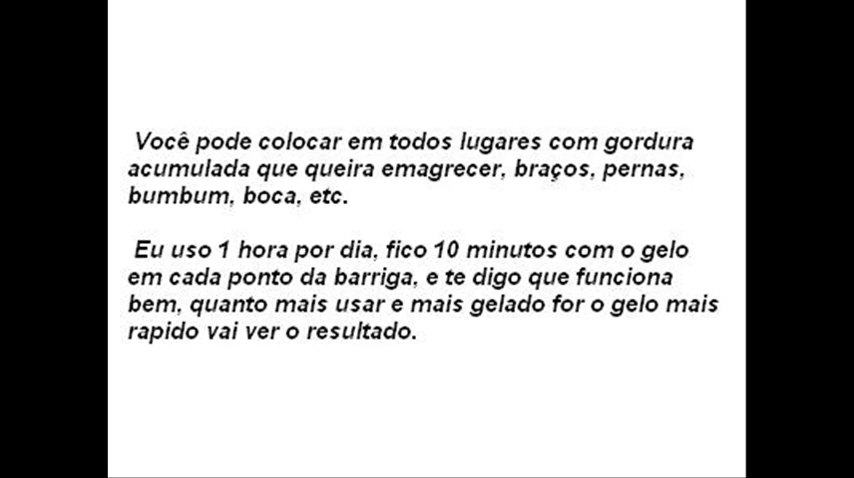 Você pode colocar em todos lugares com gordura
acumulada que queira emagrecer, braços, pernas,
bumbum, boca, etc.
Eu uso 1 hora por dia, fico 10 minutos com o gelo
em cada ponto da barriga, e te digo que funciona
bem, quanto mais usar e mais gelado for o gelo mais
rapido vai ver o resultado.